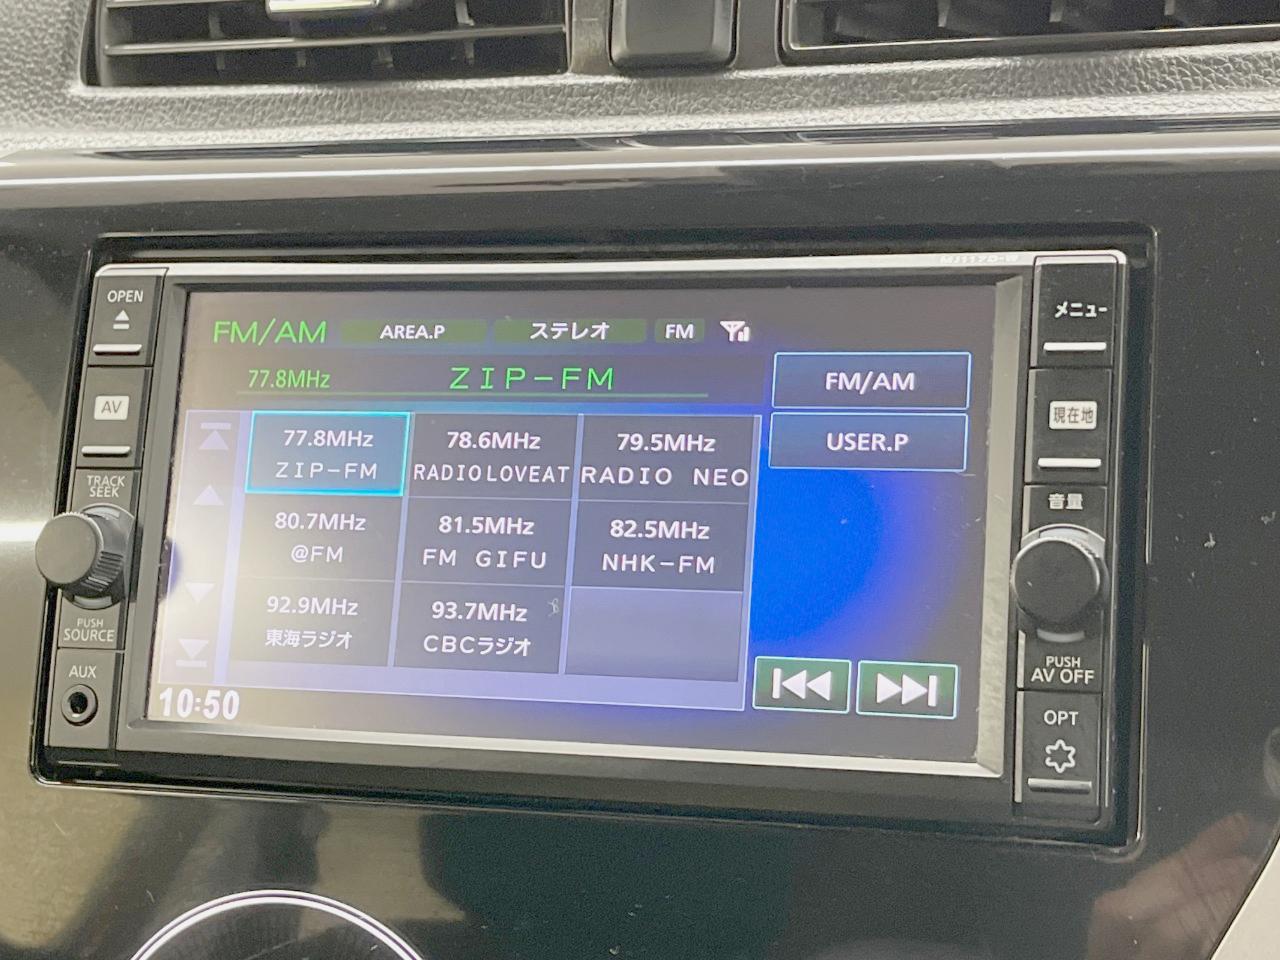 MJ117D-W
OPEN
AV
TRACK
SEEK
PUSH
SOURCE
AUX
FM/AM AREA.P ステレオ FM
77.8MHz ZIP-FM
FM/AM
USER.P
77.8MHz 78.6MHz 79.5MHz
ZIP-FM RADIO LOVEAT RADIO NEO
80.7MHz 81.5MHz 82.5MHz
@FM FM GIFU NHK-FM
92.9MHz 93.7MHz
東海ラジオ CBCラジオ
10:50
メニュー
現在地
音量
PUSH
AV OFF
OPT